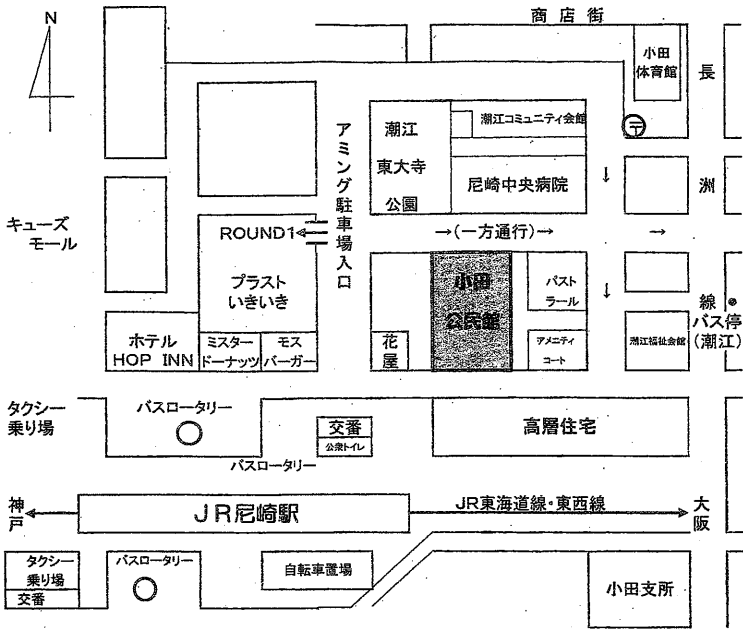 商店街
N
小田
体育館
長
洲
線
〒
潮江
東大寺
公園
潮江コミュニティ会館
尼崎中央病院
アミング駐車場入口
キューズ
モール
ROUND1
プラスト
いきいき
→(一方通行)→
小田
公民館
パスト
ラール
アメニティ
コート
バス停
(潮江)
潮江福祉会館
ホテル
HOP INN
ミスター
ドーナッツ
モス
バーガー
花屋
タクシー
乗り場
バスロータリー
交番
公衆トイレ
高層住宅
バスロータリー
神戸
JR尼崎駅
JR東海道線・東西線
大阪
タクシー
乗り場
交番
バスロータリー
自転車置場
小田支所